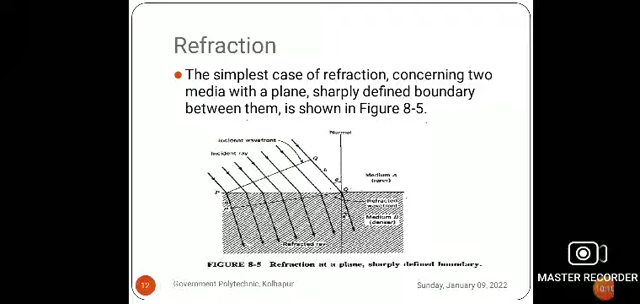 Refraction
The simplest case of refraction, concerning two
media with a plane, sharply defined boundary
between them, is shown in Figure 8-5.
Normal
Incident wavefront
Incident ray
Medium A
(rarer)
P
Refracted
wavefront
Medium B
(denser)
Refracted ray
FIGURE 8-5 Refraction at a plane, sharply defined boundary.
12
Government Polytechnic, Kolhapur
Sunday, January 09, 2022
MASTER RECORDER